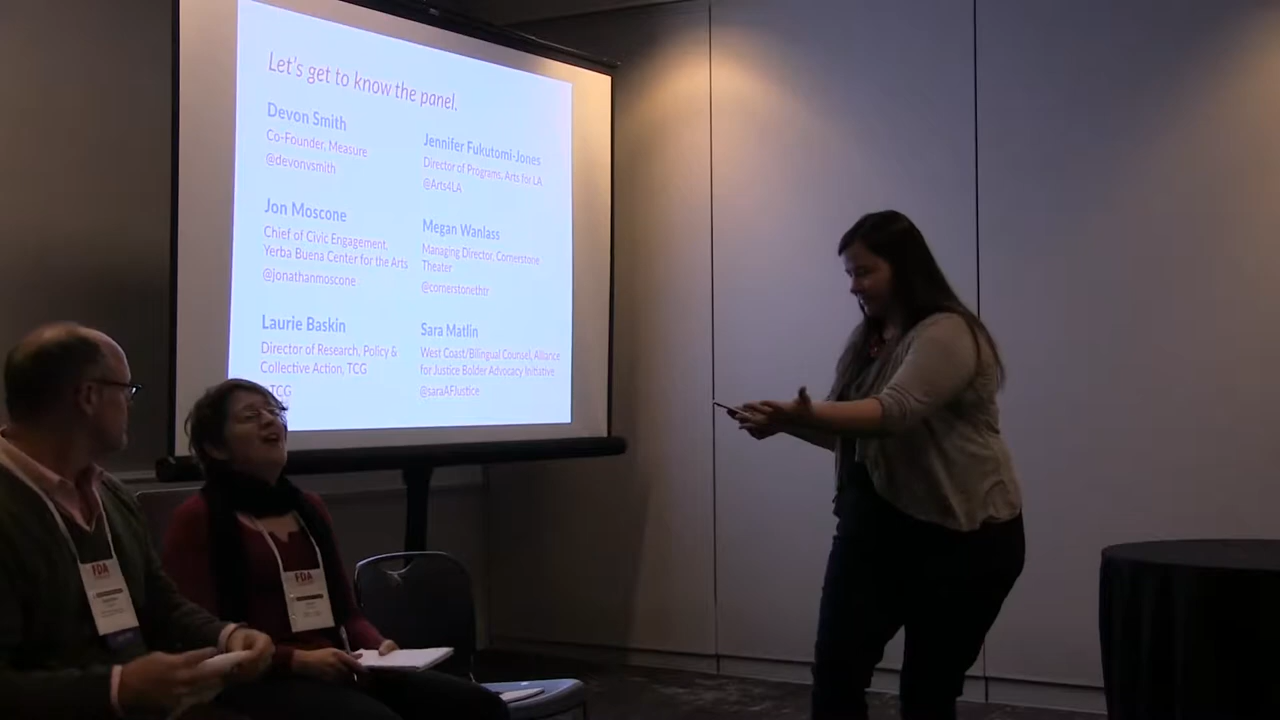 Let's get to know the panel.
Devon Smith
Co-Founder, Measure
@devonvsmith
Jennifer Fukutomi-Jones
Director of Programs, Arts for LA
@Arts4LA
Jon Moscone
Chief of Civic Engagement,
Yerba Buena Center for the Arts
@jonathanmoscone
Megan Wanlass
Managing Director, Cornerstone
Theater
@cornerstonethtr
Laurie Baskin
Director of Research, Policy &
Collective Action, TCG
TCG
Sara Matlin
West Coast/Bilingual Counsel, Alliance
for Justice Bolder Advocacy Initiative
@saraAFJustice
FDA
FDA